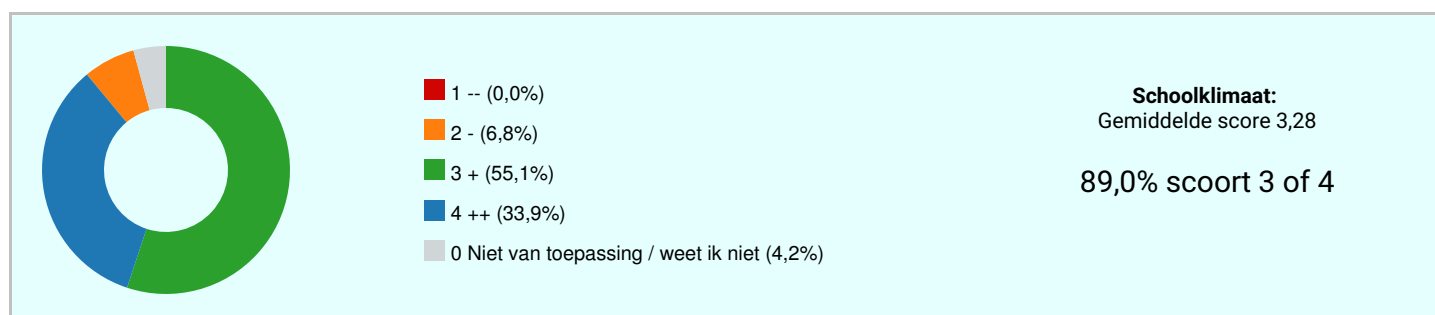 1 -- (0,0%)
2 - (6,8%)
3 + (55,1%)
4 ++ (33,9%)
0 Niet van toepassing / weet ik niet (4,2%)
Schoolklimaat:
Gemiddelde score 3,28
89,0% scoort 3 of 4